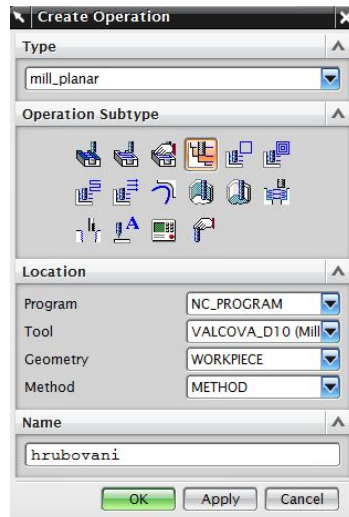 Create Operation
Type
mill_planar
Operation Subtype
A
Location
Program NC_PROGRAM
Tool VALCOVA_D10 (Mill
Geometry WORKPIECE
Method METHOD
Name
hrubovani
OK Apply Cancel